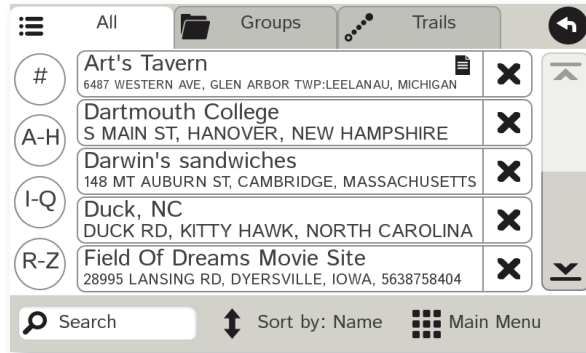 All
Groups
Trails
#
Art's Tavern
6487 WESTERN AVE, GLEN ARBOR TWP:LEELANAU, MICHIGAN
A-H
Dartmouth College
S MAIN ST, HANOVER, NEW HAMPSHIRE
Darwin's sandwiches
148 MT AUBURN ST, CAMBRIDGE, MASSACHUSETTS
I-Q
Duck, NC
DUCK RD, KITTY HAWK, NORTH CAROLINA
R-Z
Field Of Dreams Movie Site
28995 LANSING RD, DYERSVILLE, IOWA, 5638758404
Search
Sort by: Name
Main Menu